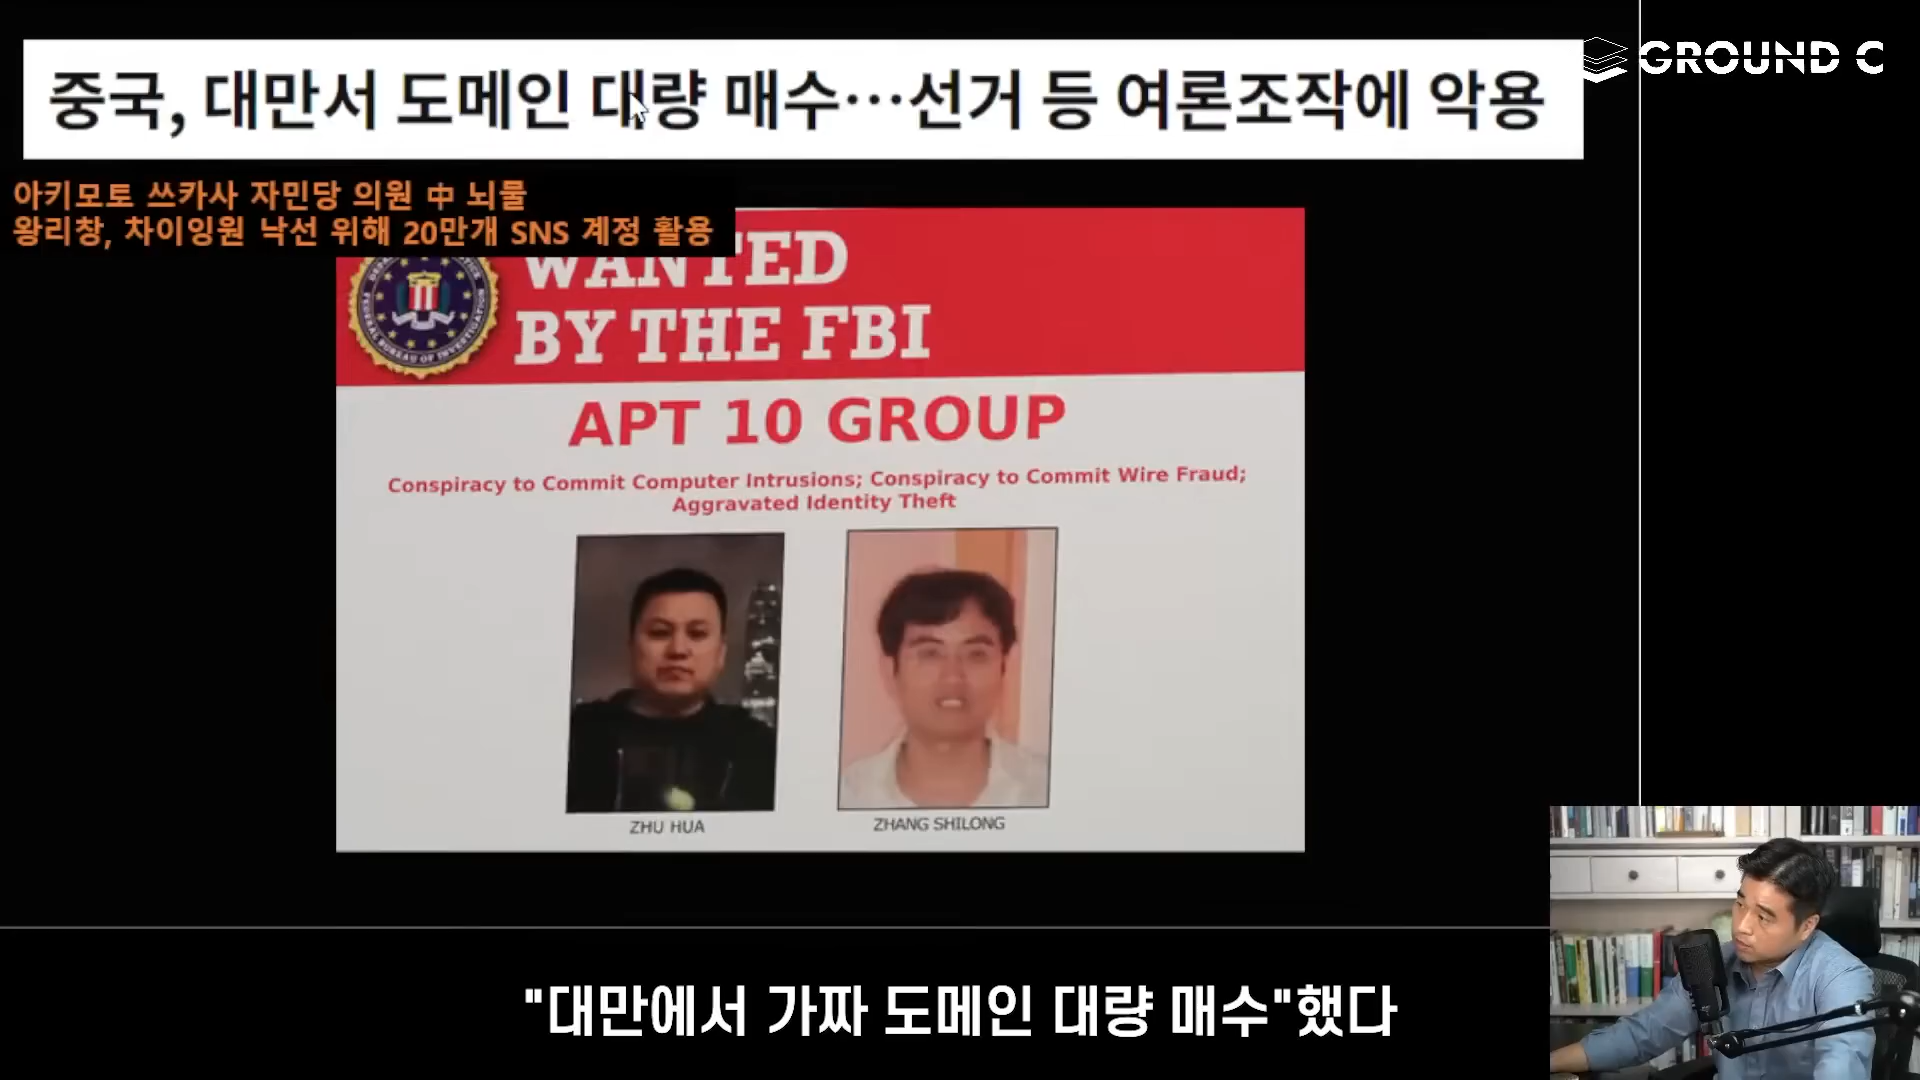 중국, 대만서 도메인 대량 매수…선거 등 여론조작에 악용
GROUND C
아키모토 쓰카사 자민당 의원 中 뇌물
왕리창, 차이잉원 낙선 위해 20만개 SNS 계정 활용
WANTED
BY THE FBI
APT 10 GROUP
Conspiracy to Commit Computer Intrusions; Conspiracy to Commit Wire Fraud;
Aggravated Identity Theft
ZHU HUA
ZHANG SHILONG
"대만에서 가짜 도메인 대량 매수"했다